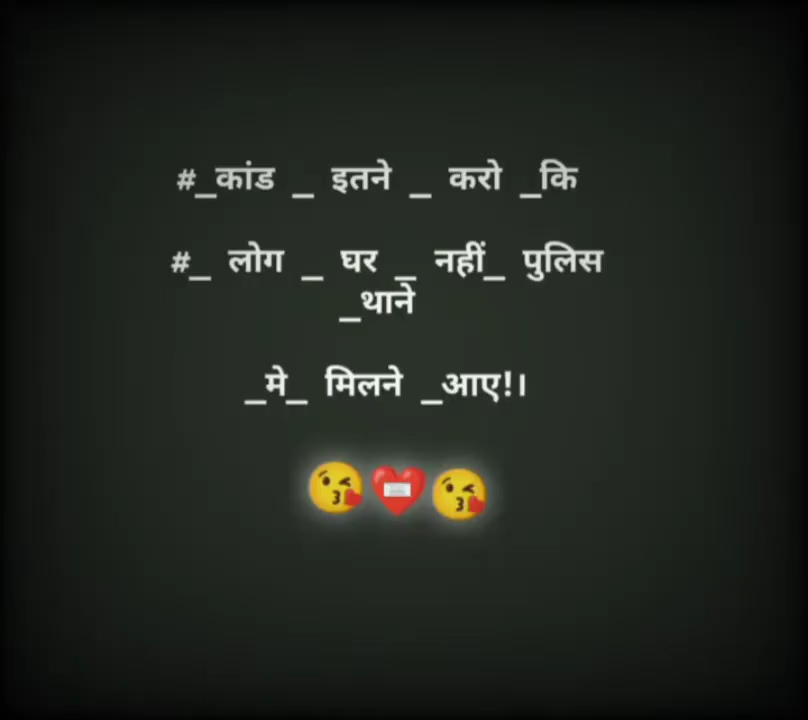 #_कांड _ इतने _ करो _कि
#_ लोग _ घर _ नहीं_ पुलिस
_थाने
_मे_ मिलने _आए!।
😘❤️😘